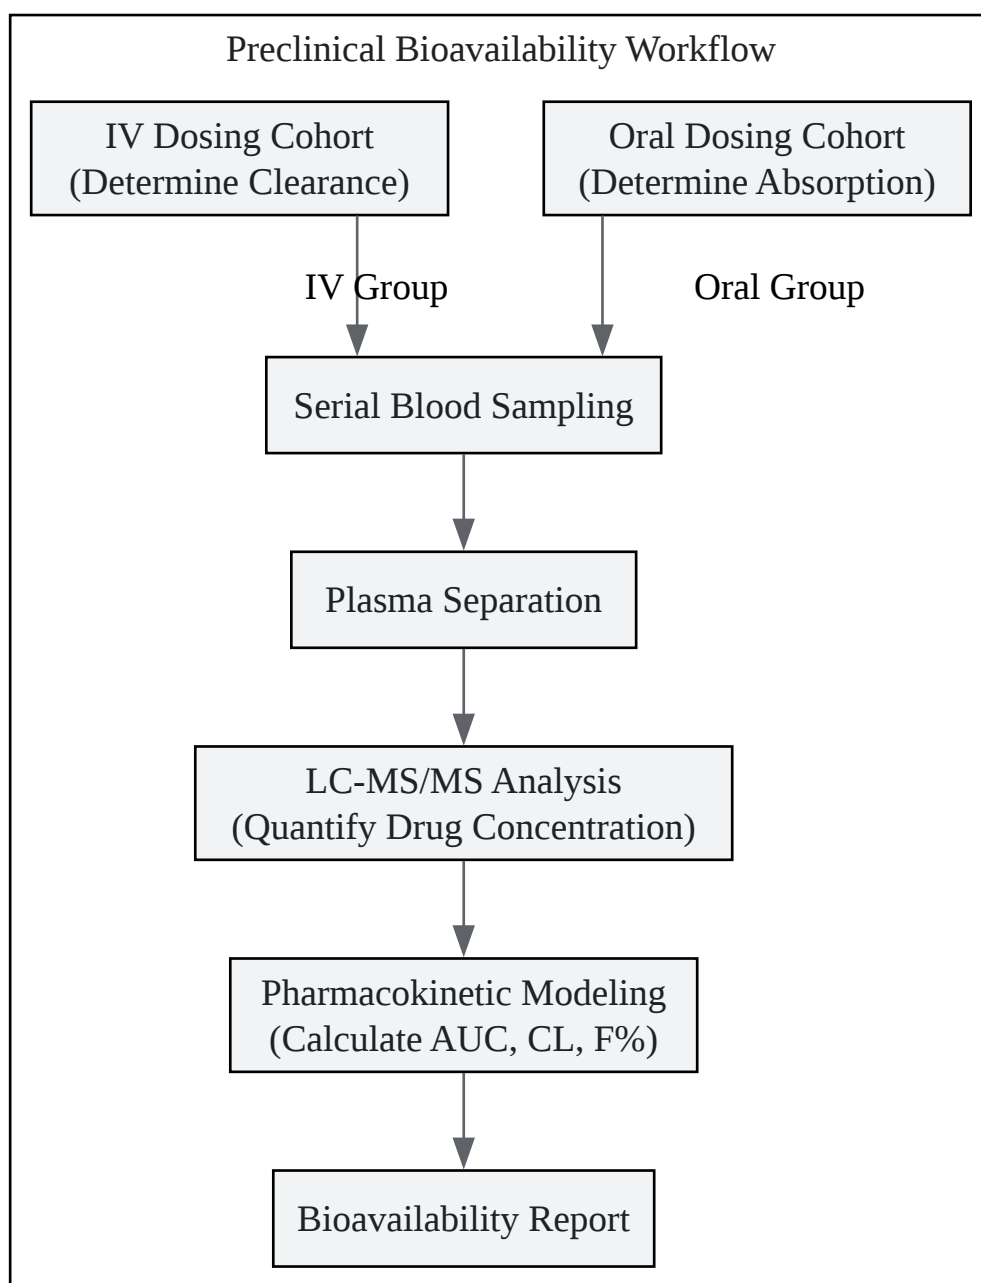 Preclinical Bioavailability Workflow
IV Dosing Cohort
(Determine Clearance)
Oral Dosing Cohort
(Determine Absorption)
IV Group
Oral Group
Serial Blood Sampling
Plasma Separation
LC-MS/MS Analysis
(Quantify Drug Concentration)
Pharmacokinetic Modeling
(Calculate AUC, CL, F%)
Bioavailability Report